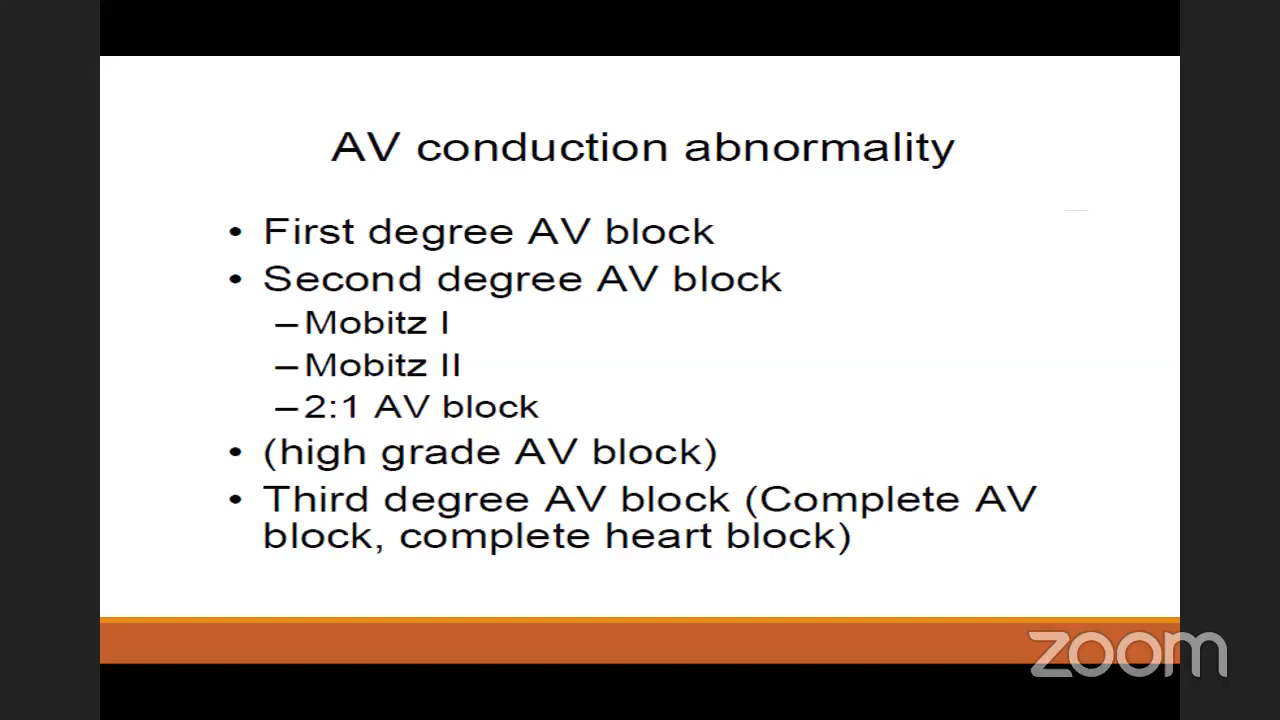 AV conduction abnormality
• First degree AV block
• Second degree AV block
–Mobitz I
–Mobitz II
–2:1 AV block
• (high grade AV block)
• Third degree AV block (Complete AV
block, complete heart block)
zoom